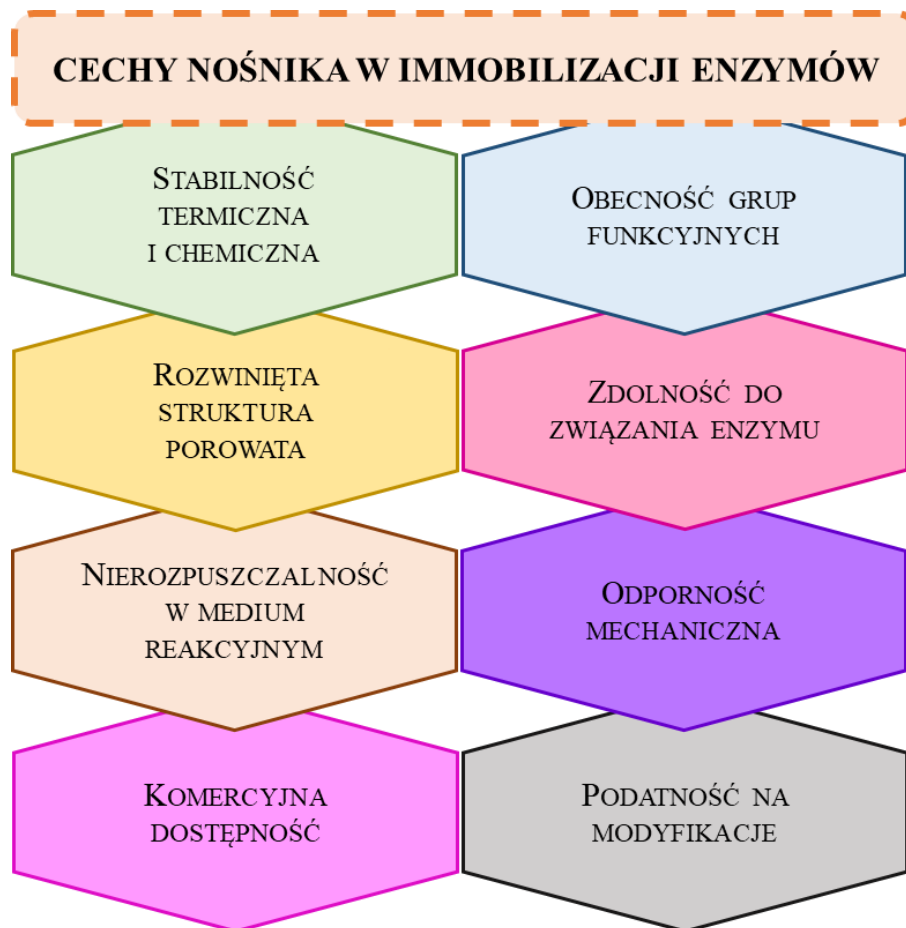 CECHY NOŚNIKA W IMMOBILIZACJI ENZYMÓW
STABILNOŚĆ
TERMICZNA
I CHEMICZNA
OBECNOŚĆ GRUP
FUNKCYJNYCH
ROZWINIĘTA
STRUKTURA
POROWATA
ZDOLNOŚĆ DO
ZWIĄZANIA ENZYMU
NIEROZPUSZCZALNOŚĆ
W MEDIUM
REAKCYJNYM
ODPORNOŚĆ
MECHANICZNA
KOMERCYJNA
DOSTĘPNOŚĆ
PODATNOŚĆ NA
MODYFIKACJE